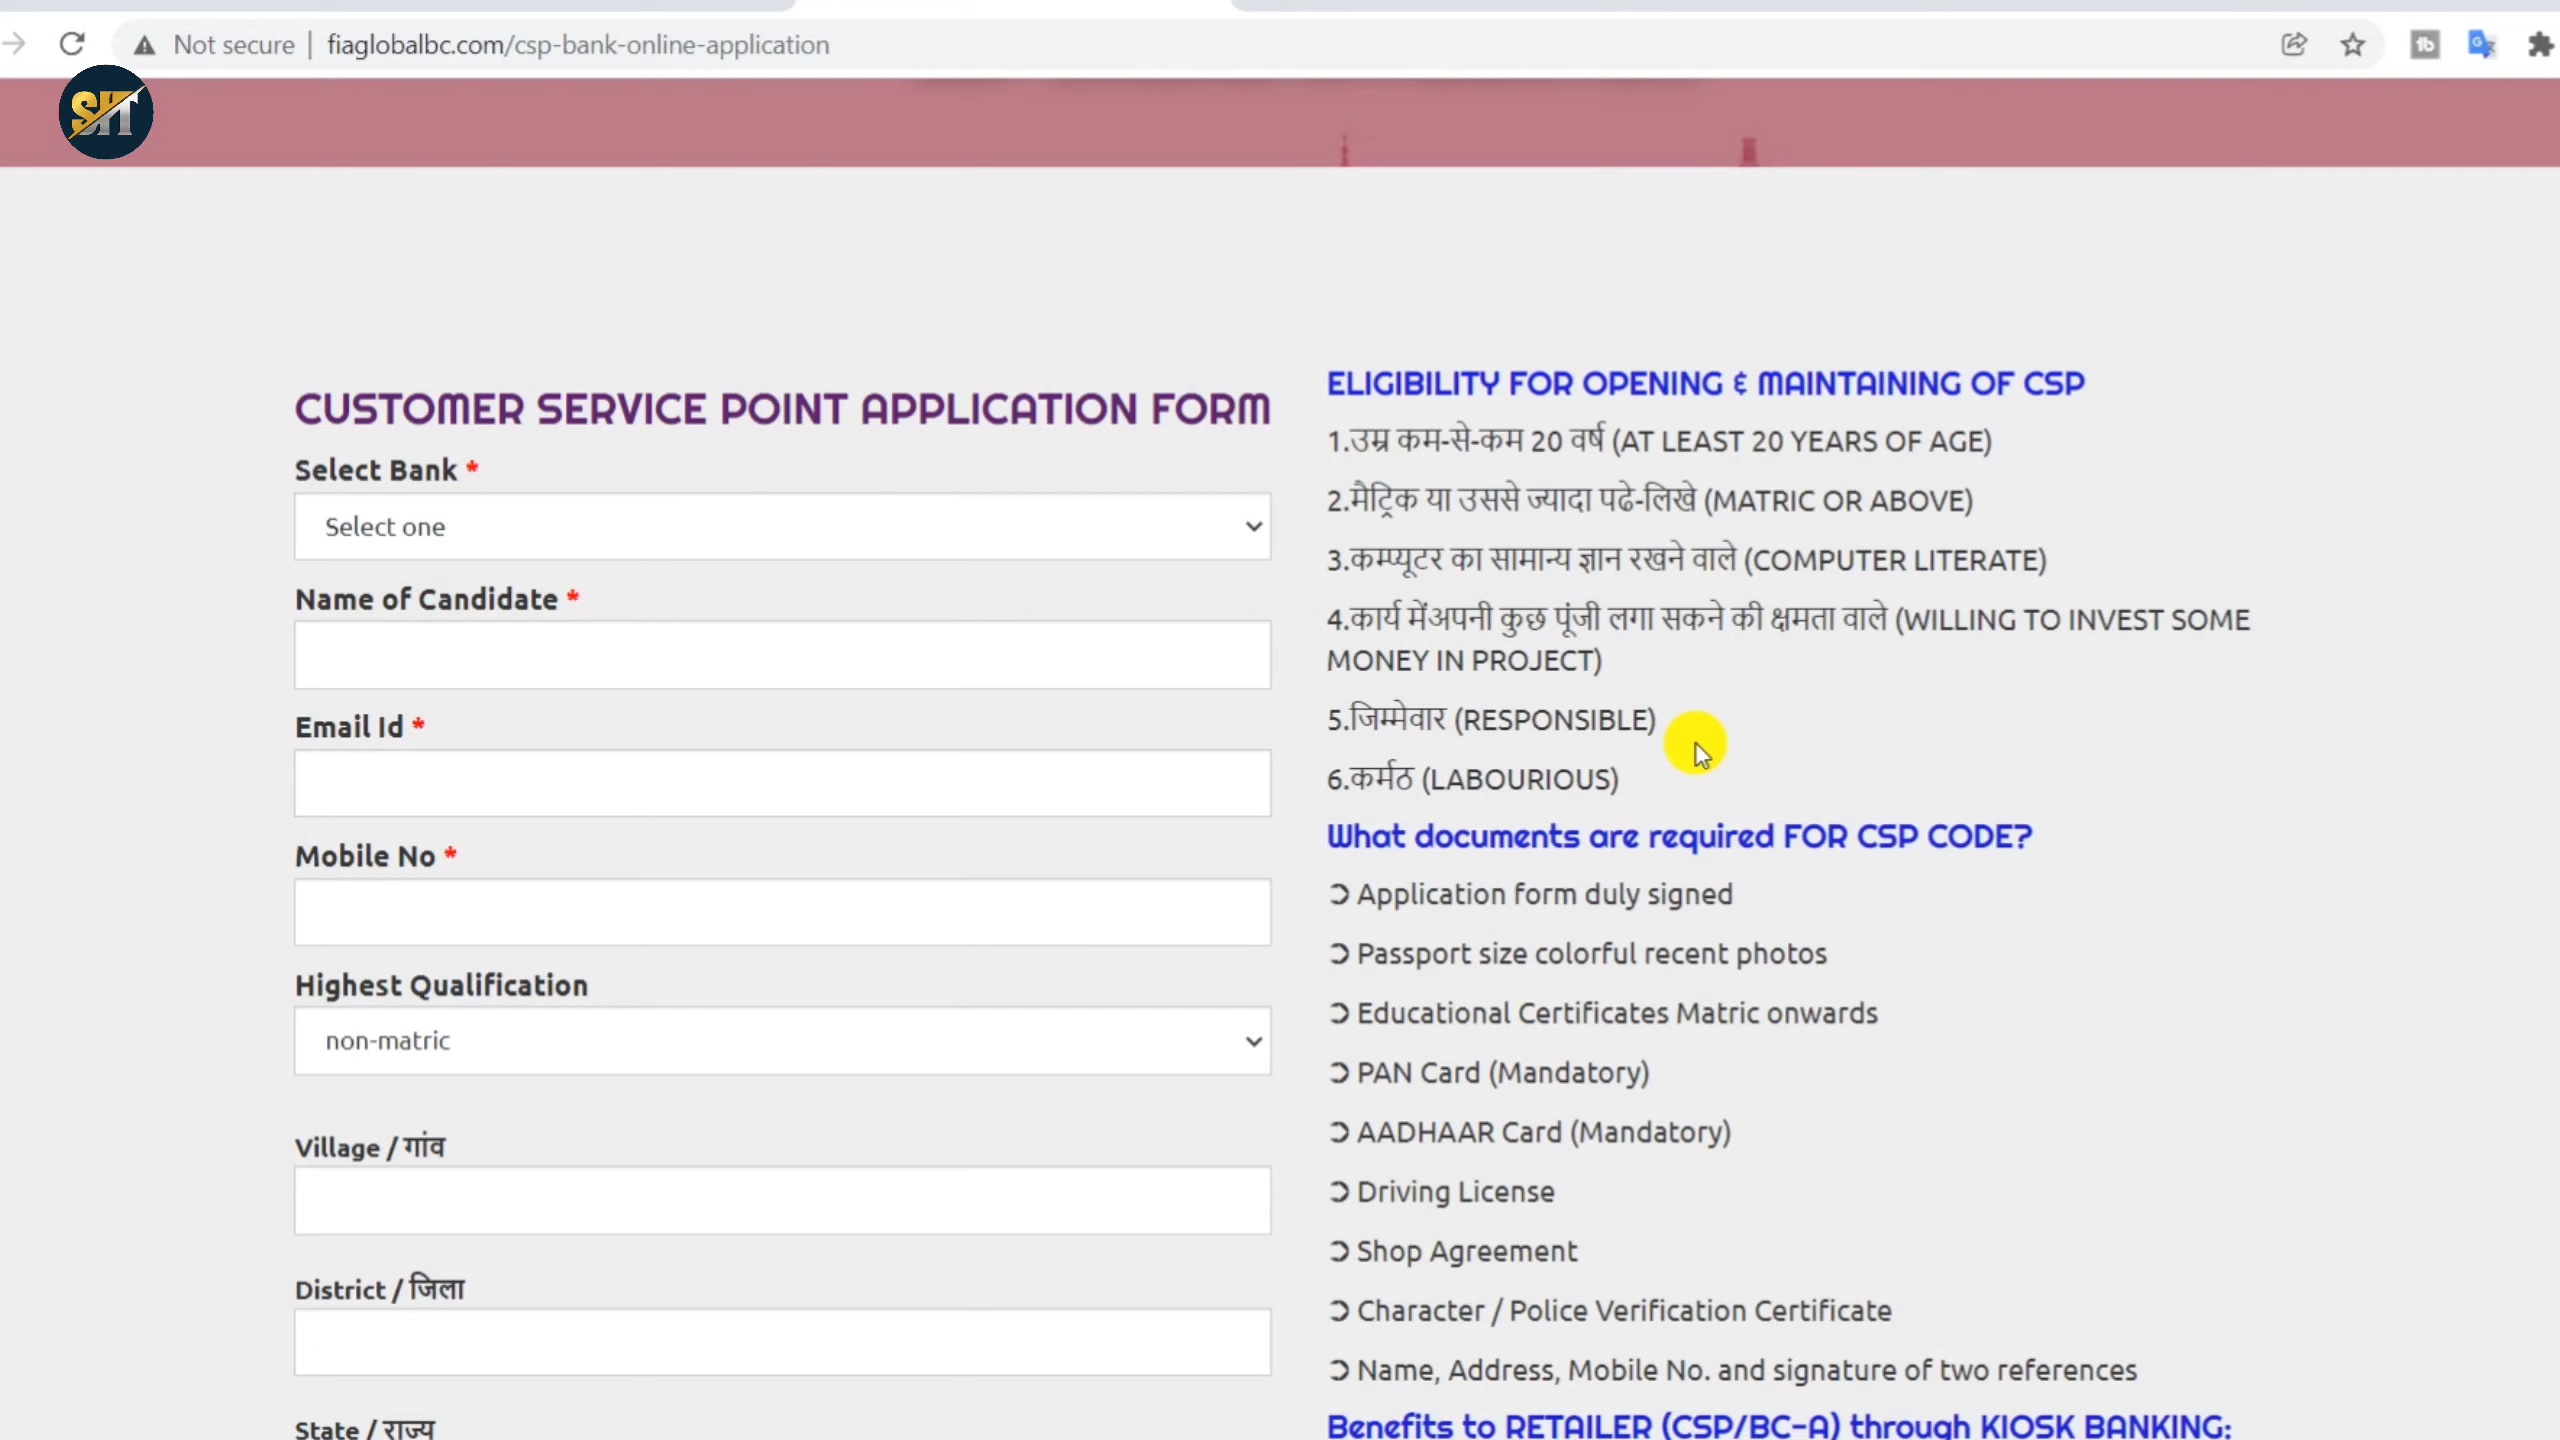 Not secure | fiaglobalbc.com/csp-bank-online-application
SHT
CUSTOMER SERVICE POINT APPLICATION FORM
Select Bank *
Select one
Name of Candidate *
Email Id *
Mobile No *
Highest Qualification
non-matric
Village / गांव
District / जिला
State / राज्य
ELIGIBILITY FOR OPENING & MAINTAINING OF CSP
1.उम्र कम-से-कम 20 वर्ष (AT LEAST 20 YEARS OF AGE)
2.मैट्रिक या उससे ज्यादा पढे-लिखे (MATRIC OR ABOVE)
3.कम्प्यूटर का सामान्य ज्ञान रखने वाले (COMPUTER LITERATE)
4.कार्य मेंअपनी कुछ पूंजी लगा सकने की क्षमता वाले (WILLING TO INVEST SOME
MONEY IN PROJECT)
5.जिम्मेवार (RESPONSIBLE)
6.कर्मठ (LABOURIOUS)
What documents are required FOR CSP CODE?
➲ Application form duly signed
➲ Passport size colorful recent photos
➲ Educational Certificates Matric onwards
➲ PAN Card (Mandatory)
➲ AADHAAR Card (Mandatory)
➲ Driving License
➲ Shop Agreement
➲ Character / Police Verification Certificate
➲ Name, Address, Mobile No. and signature of two references
Benefits to RETAILER (CSP/BC-A) through KIOSK BANKING: